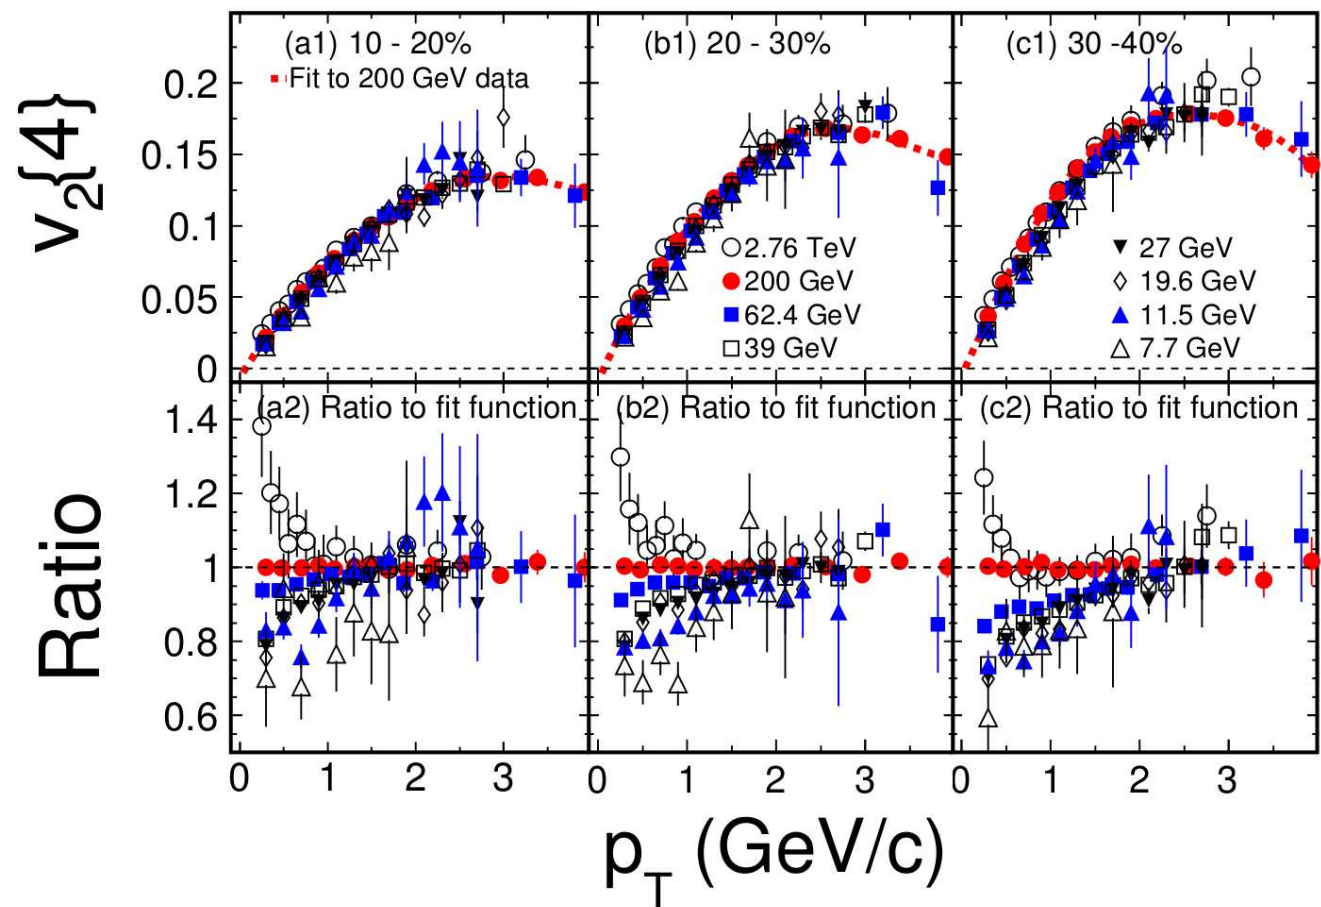 (a1) 10 - 20%
Fit to 200 GeV data
(b1) 20 - 30%
(c1) 30 -40%
v2{4}
0.2
0.15
0.1
0.05
0
2.76 TeV
200 GeV
62.4 GeV
39 GeV
27 GeV
19.6 GeV
11.5 GeV
7.7 GeV
(a2) Ratio to fit function
(b2) Ratio to fit function
(c2) Ratio to fit function
Ratio
1.4
1.2
1
0.8
0.6
0 1 2 3 0 1 2 3 0 1 2 3
pT (GeV/c)